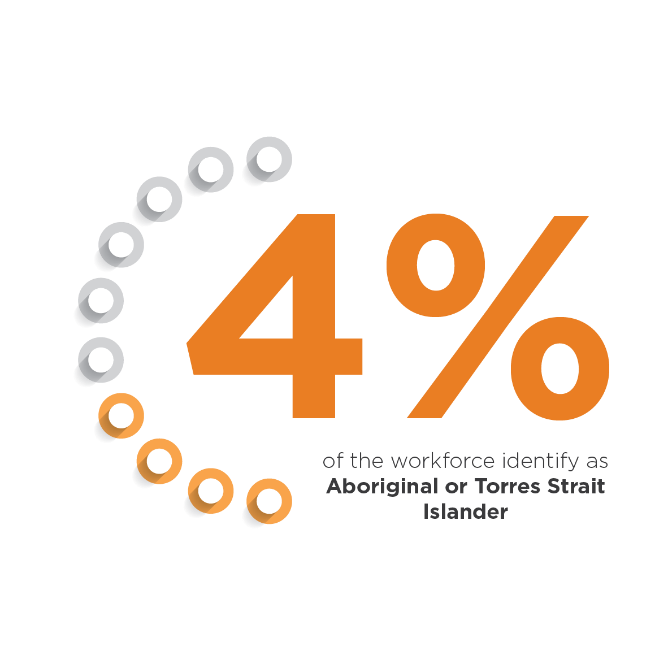 4%
of the workforce identify as
Aboriginal or Torres Strait
Islander